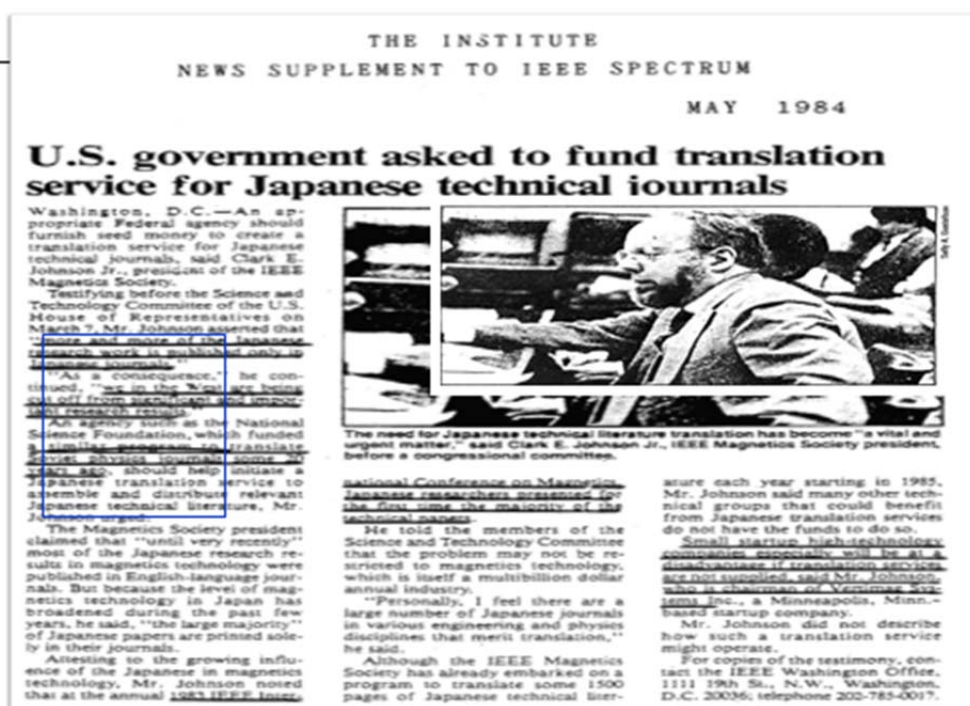 THE INSTITUTE
NEWS SUPPLEMENT TO IEEE SPECTRUM
MAY 1984
U.S. government asked to fund translation
service for Japanese technical journals
Washington, D.C.—An ap-
propriate Federal agency should
furnish seed money to create a
translation service for Japanese
technical journals, said Clark E.
Johnson Jr., president of the IEEE
Magnetics Society.
Testifying before the Science and
Technology Committee of the U.S.
House of Representatives on
March 7, Mr. Johnson asserted that
"more and more of the Japanese
research work is published only in
Japanese journals."
"As a consequence," he con-
tinued, "we in the West are being
cut off from significant and impor-
tant research results."
An agency such as the National
Science Foundation, which funded
a similar program to translate
Soviet physics journals some 20
years ago, should help initiate a
Japanese translation service to
assemble and distribute relevant
Japanese technical literature, Mr.
Johnson urged.
The Magnetics Society president
claimed that "until very recently"
most of the Japanese research re-
sults in magnetics technology were
published in English-language jour-
nals. But because the level of mag-
netics technology in Japan has
broadened during the past few
years, he said, "the large majority"
of Japanese papers are printed sole-
ly in their journals.
Attesting to the growing influ-
ence of the Japanese in magnetics
technology, Mr. Johnson noted
that at the annual 1983 IEEE Inter-
The need for Japanese technical literature translation has become "a vital and
urgent matter," said Clark E. Johnson Jr., IEEE Magnetics Society president,
before a congressional committee.
national Conference on Magnetics,
Japanese researchers presented for
the first time the majority of the
technical papers.
He told the members of the
Science and Technology Committee
that the problem may not be re-
stricted to magnetics technology,
which is itself a multibillion dollar
annual industry.
"Personally, I feel there are a
large number of Japanese journals
in various engineering and physics
disciplines that merit translation,"
he said.
Although the IEEE Magnetics
Society has already embarked on a
program to translate some 1500
pages of Japanese technical liter-
ature each year starting in 1985,
Mr. Johnson said many other tech-
nical groups that could benefit
from Japanese translation services
do not have the funds to do so.
Small startup high-technology
companies especially will be at a
disadvantage if translation services
are not supplied, said Mr. Johnson,
who is chairman of Vertimag Sys-
tems Inc., a Minneapolis, Minn.-
based startup company.
Mr. Johnson did not describe
how such a translation service
might operate.
For copies of the testimony, con-
tact the IEEE Washington Office,
1111 19th St., N.W., Washington,
D.C. 20036; telephone 202-785-0017.